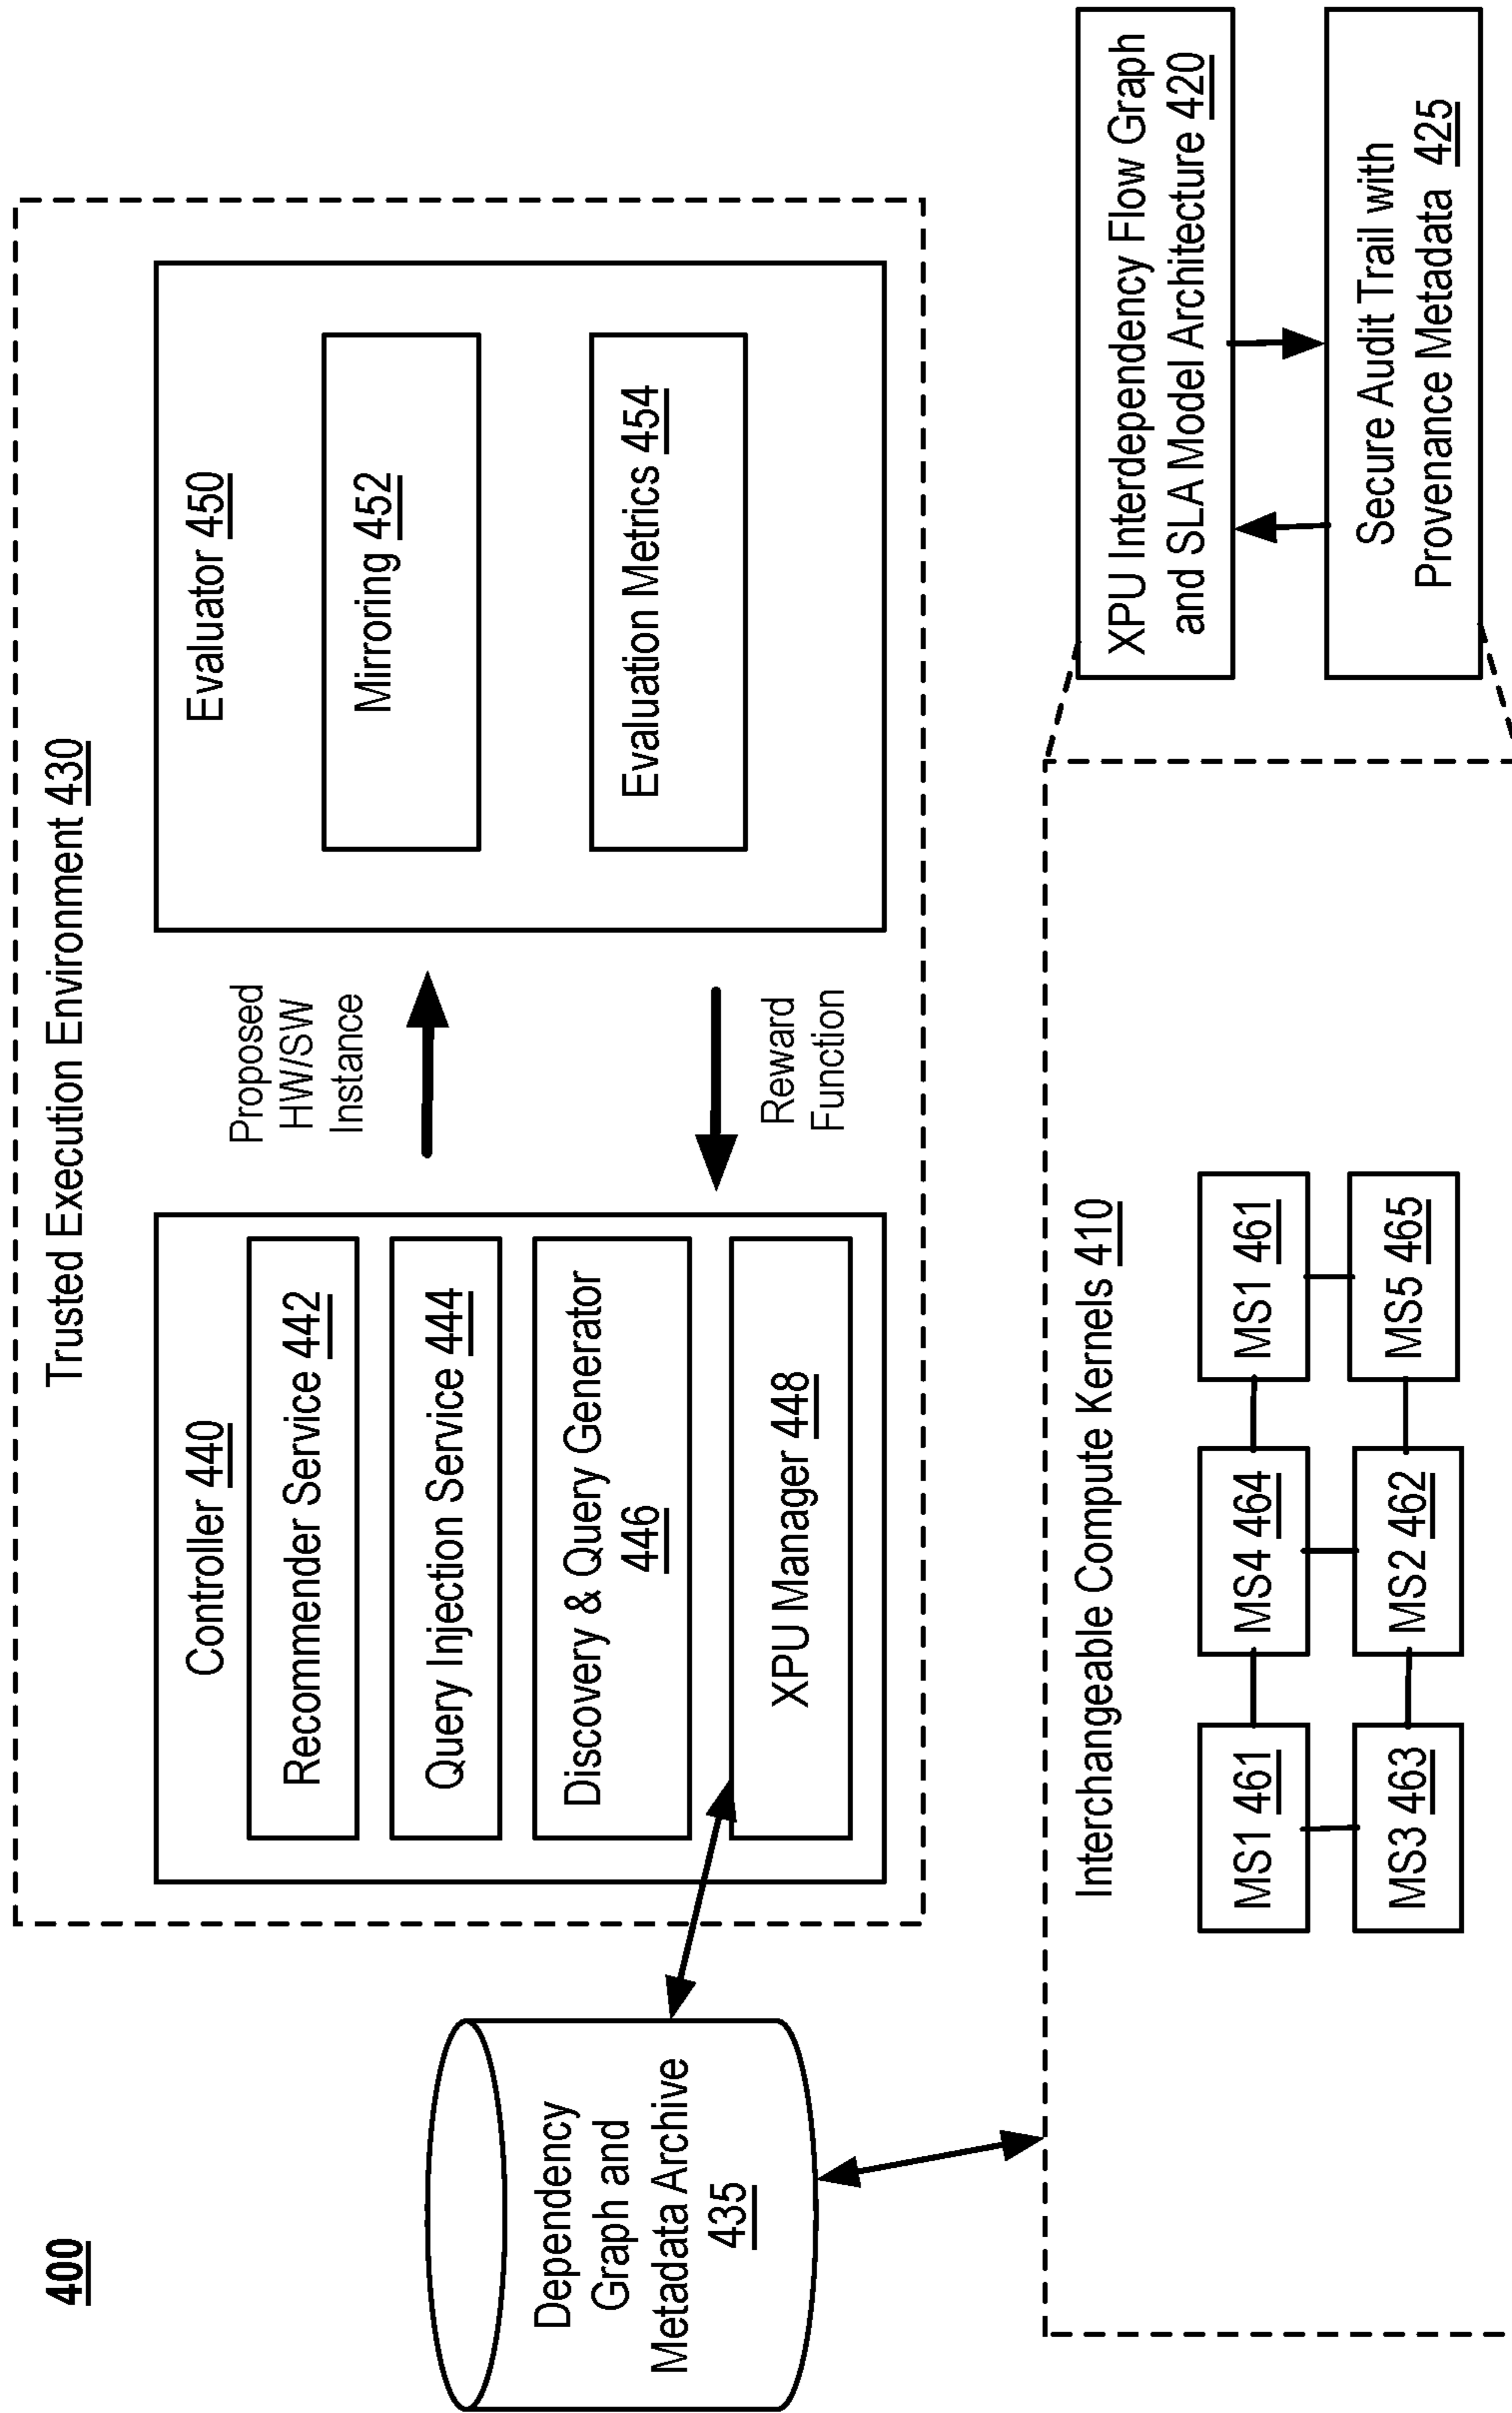 400
Trusted Execution Environment 430
Controller 440
Recommender Service 442
Query Injection Service 444
Discovery & Query Generator
446
XPU Manager 448
Proposed
HW/SW
Instance
Reward
Function
Evaluator 450
Mirroring 452
Evaluation Metrics 454
Dependency
Graph and
Metadata Archive
435
Interchangeable Compute Kernels 410
MS1 461
MS4 464
MS1 461
MS3 463
MS2 462
MS5 465
XPU Interdependency Flow Graph
and SLA Model Architecture 420
Secure Audit Trail with
Provenance Metadata 425